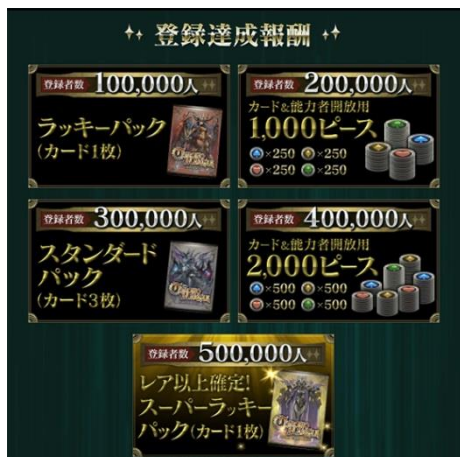 登録達成報酬
登録者数 100,000人
ラッキーパック
(カード1枚)
登録者数 200,000人
カード&能力者開放用
1,000ピース
×250 ×250
×250 ×250
登録者数 300,000人
スタンダード
パック
(カード3枚)
登録者数 400,000人
カード&能力者開放用
2,000ピース
×500 ×500
×500 ×500
登録者数 500,000人
レア以上確定!
スーパーラッキー
パック(カード1枚)